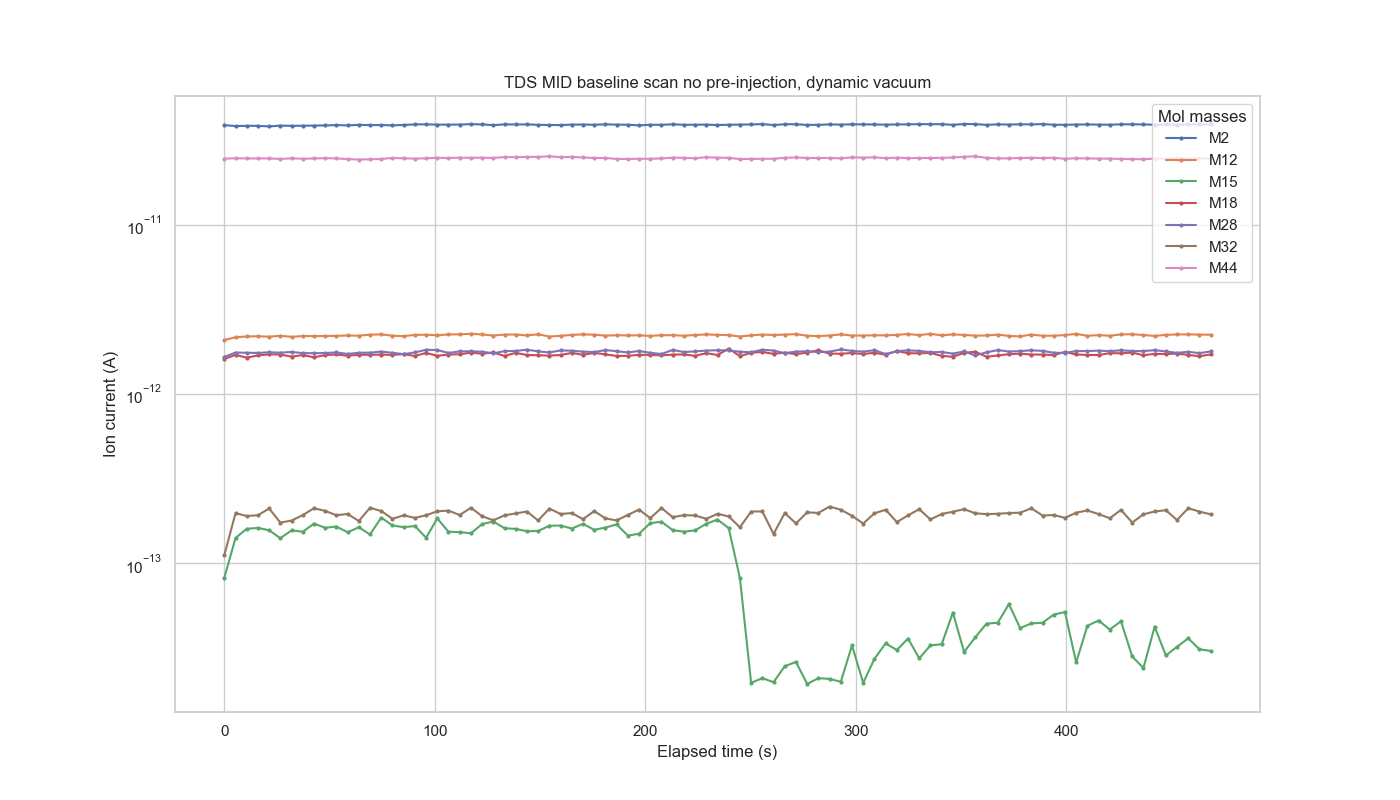 TDS MID baseline scan no pre-injection, dynamic vacuum
Mol masses
M2
M12
M15
M18
M28
M32
M44
Ion current (A)
10⁻¹¹
10⁻¹²
10⁻¹³
0 100 200 300 400
Elapsed time (s)